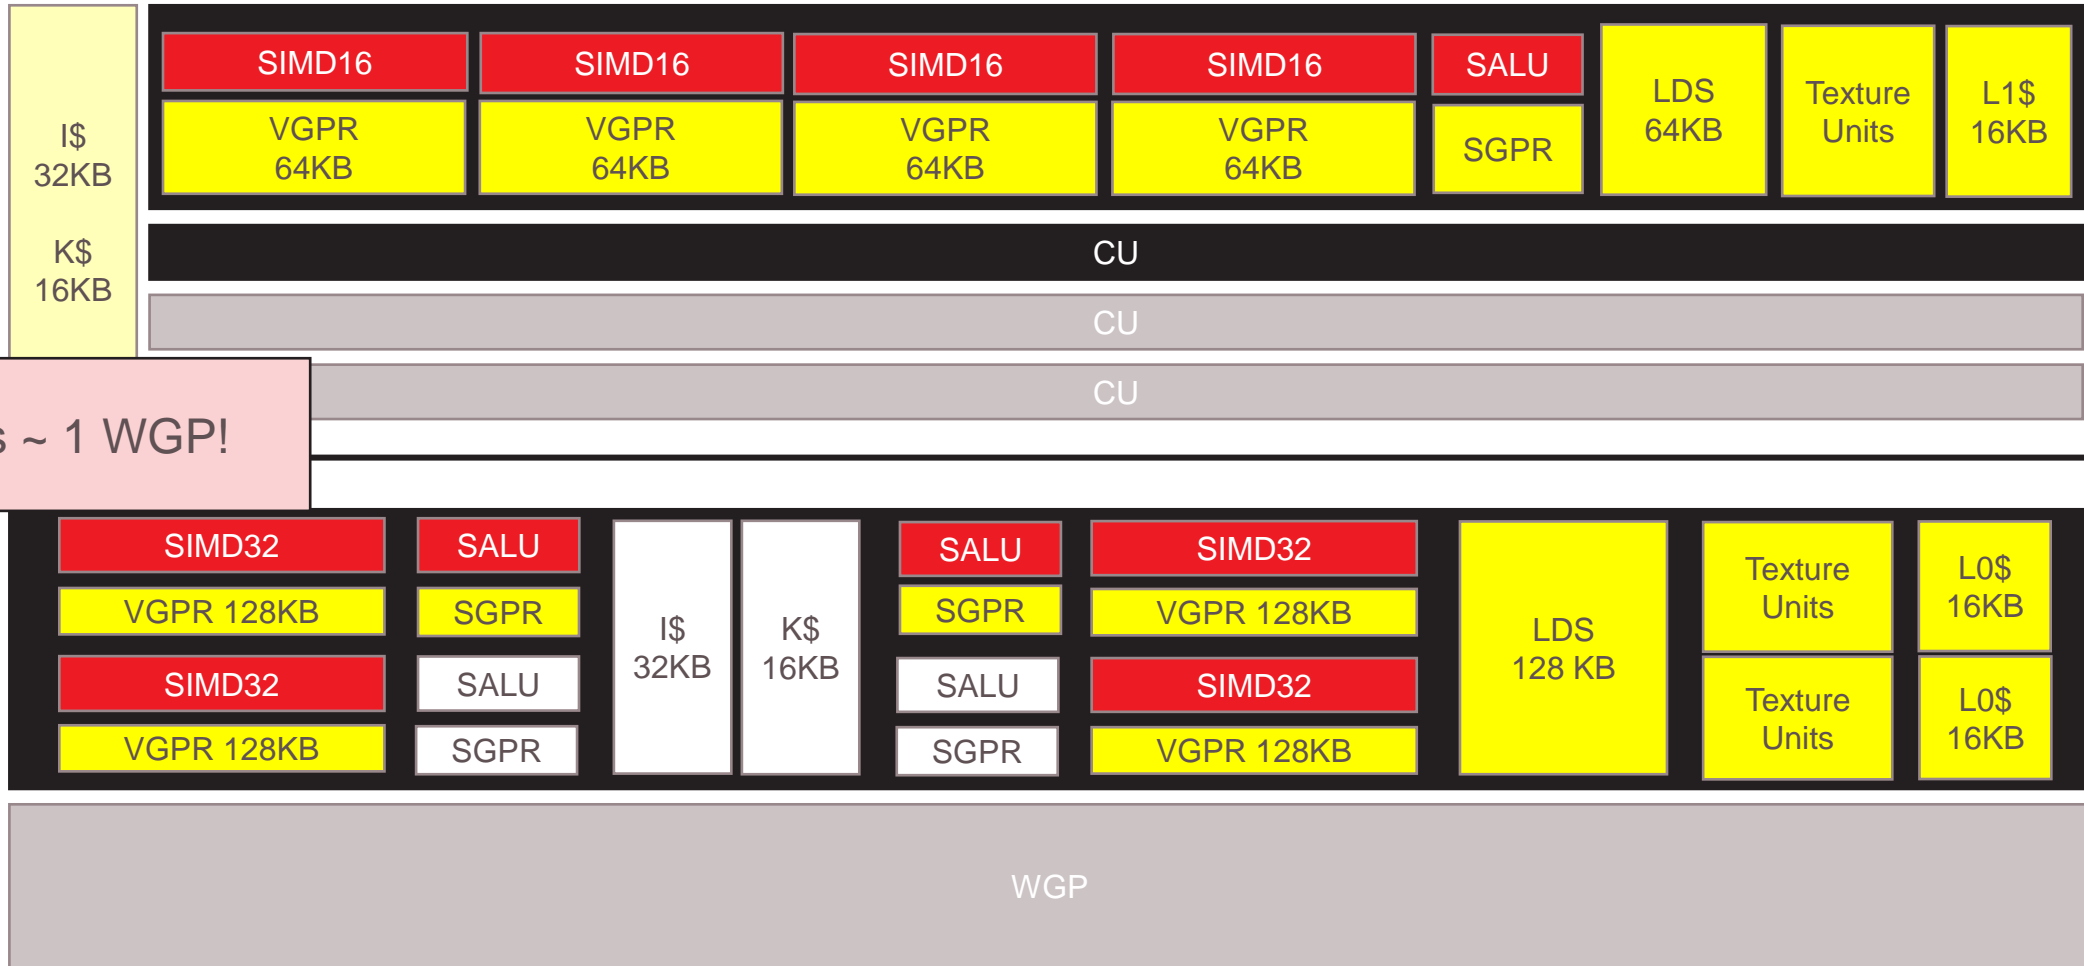 I$
32KB
K$
16KB
SIMD16
SIMD16
SIMD16
SIMD16
SALU
VGPR
64KB
VGPR
64KB
VGPR
64KB
VGPR
64KB
SGPR
LDS
64KB
Texture
Units
L1$
16KB
CU
CU
CU
s ~ 1 WGP!
SIMD32
SALU
VGPR 128KB
SGPR
SIMD32
SALU
VGPR 128KB
SGPR
I$
32KB
K$
16KB
SALU
SIMD32
SGPR
VGPR 128KB
SALU
SIMD32
SGPR
VGPR 128KB
LDS
128 KB
Texture
Units
L0$
16KB
Texture
Units
L0$
16KB
WGP